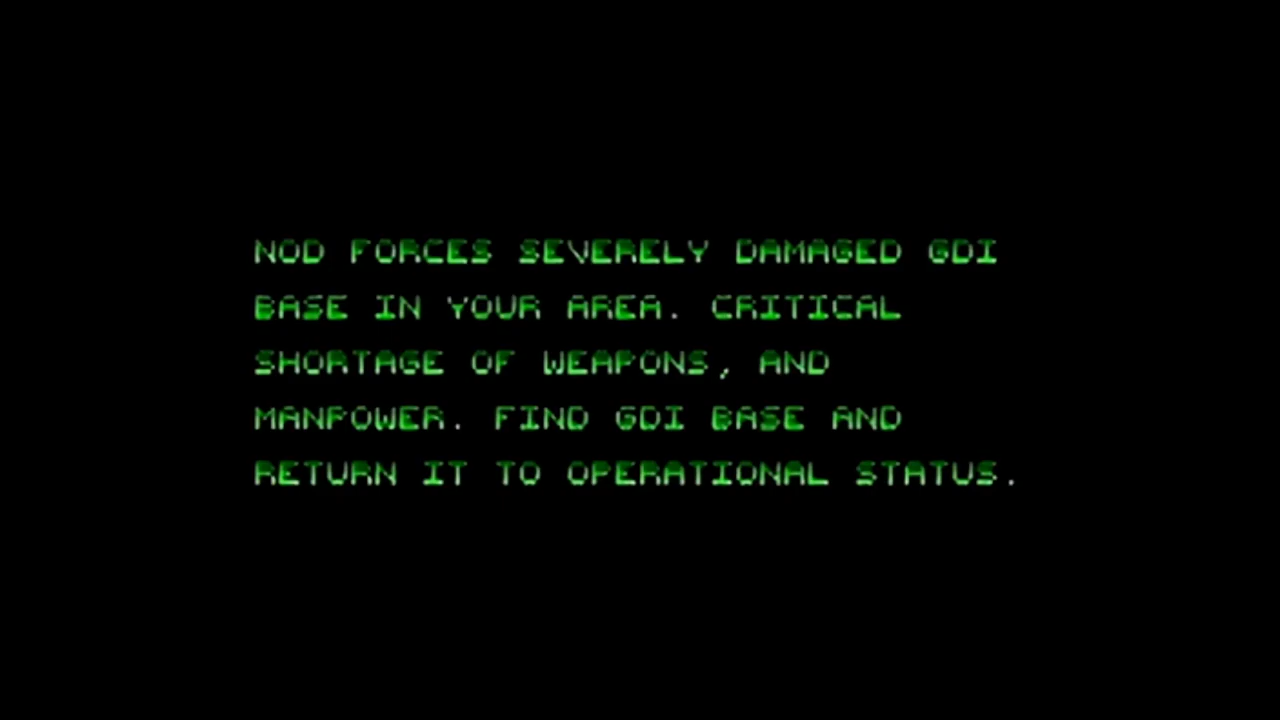 NOD FORCES SEVERELY DAMAGED GDI
BASE IN YOUR AREA. CRITICAL
SHORTAGE OF WEAPONS, AND
MANPOWER. FIND GDI BASE AND
RETURN IT TO OPERATIONAL STATUS.